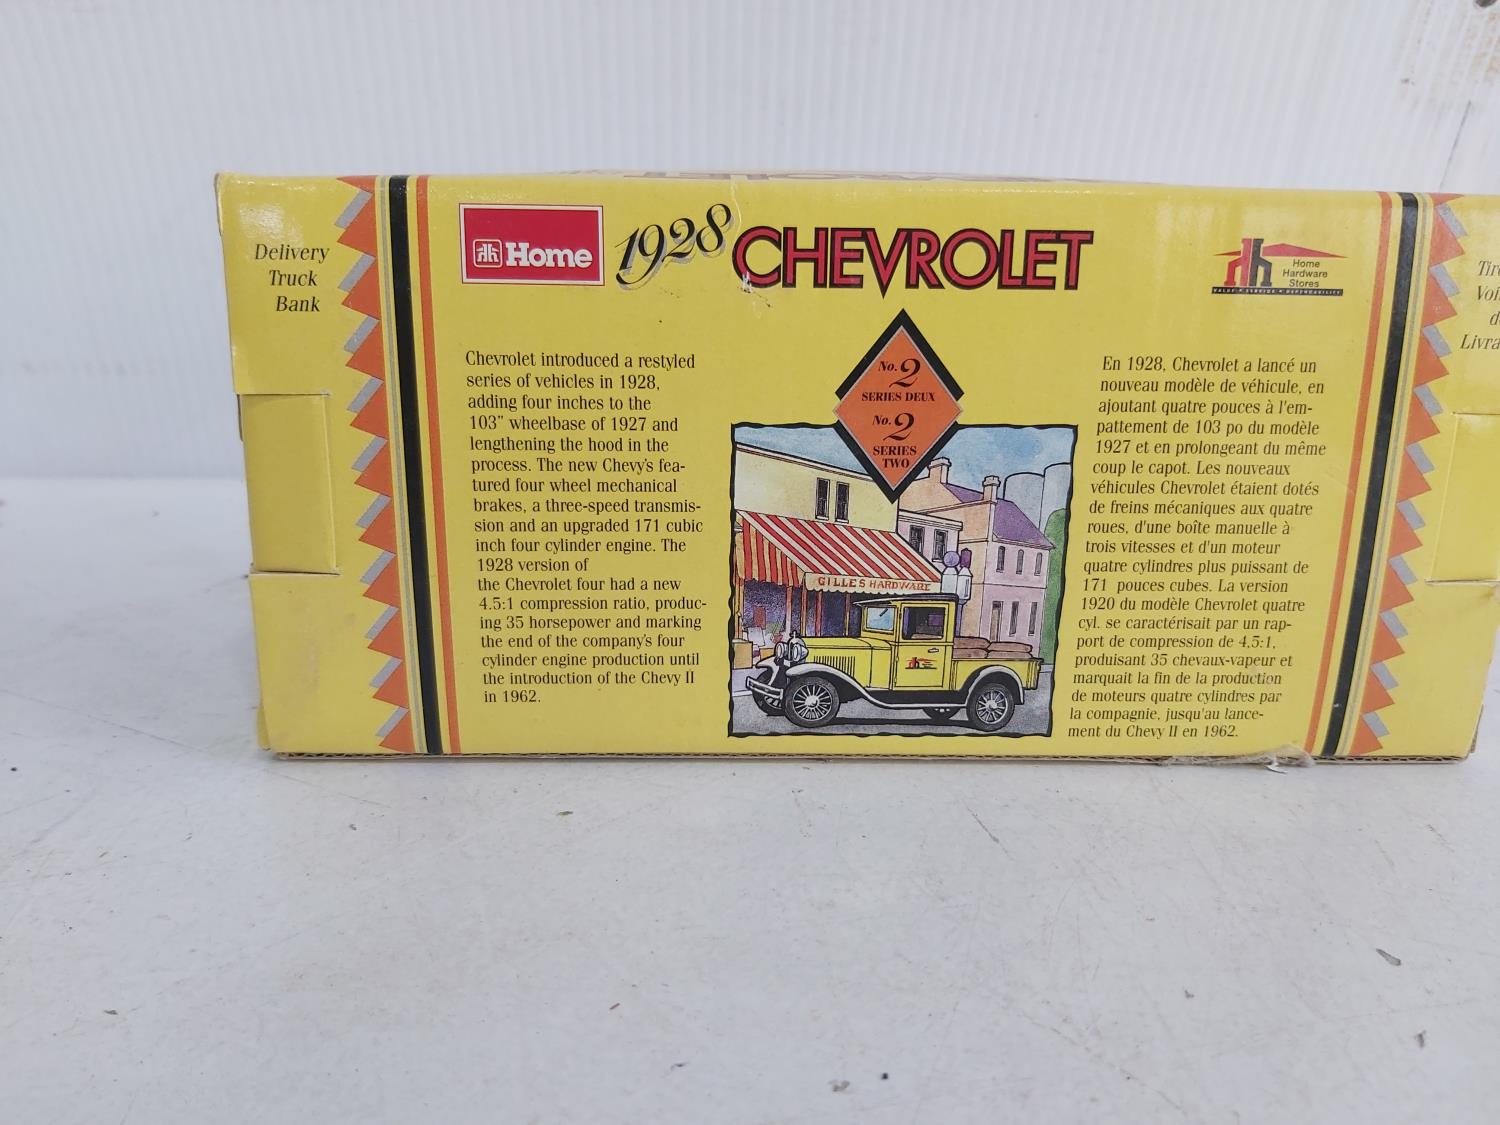 Delivery
Truck
Bank
Home
1928 CHEVROLET
Home
Hardware
Stores
VALUE • SERVICE • DEPENDABILITY
Chevrolet introduced a restyled
series of vehicles in 1928,
adding four inches to the
103" wheelbase of 1927 and
lengthening the hood in the
process. The new Chevy's fea-
tured four wheel mechanical
brakes, a three-speed transmis-
sion and an upgraded 171 cubic
inch four cylinder engine. The
1928 version of
the Chevrolet four had a new
4.5:1 compression ratio, produc-
ing 35 horsepower and marking
the end of the company's four
cylinder engine production until
the introduction of the Chevy II
in 1962.
No. 2
SERIES DEUX
No. 2
SERIES
TWO
GILLES HARDWARE
En 1928, Chevrolet a lancé un
nouveau modèle de véhicule, en
ajoutant quatre pouces à l'em-
pattement de 103 po du modèle
1927 et en prolongeant du même
coup le capot. Les nouveaux
véhicules Chevrolet étaient dotés
de freins mécaniques aux quatre
roues, d'une boîte manuelle à
trois vitesses et d'un moteur
quatre cylindres plus puissant de
171 pouces cubes. La version
1920 du modèle Chevrolet quatre
cyl. se caractérisait par un rap-
port de compression de 4,5:1,
produisant 35 chevaux-vapeur et
marquait la fin de la production
de moteurs quatre cylindres par
la compagnie, jusqu'au lance-
ment du Chevy II en 1962.
Tire
Voi
d
Livra